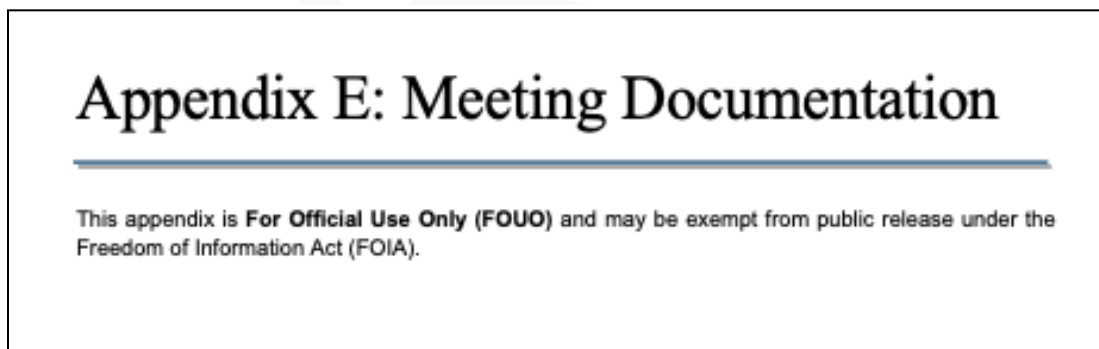 Appendix E: Meeting Documentation
This appendix is For Official Use Only (FOUO) and may be exempt from public release under the
Freedom of Information Act (FOIA).